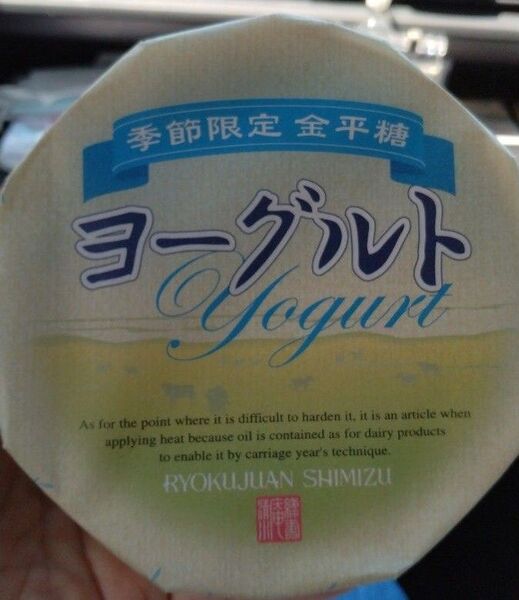 季節限定 金平糖
ヨーグルト
Yogurt
As for the point where it is difficult to harden it, it is an article when
applying heat because oil is contained as for dairy products
to enable it by carriage year's technique.
RYOKUJUAN SHIMIZU